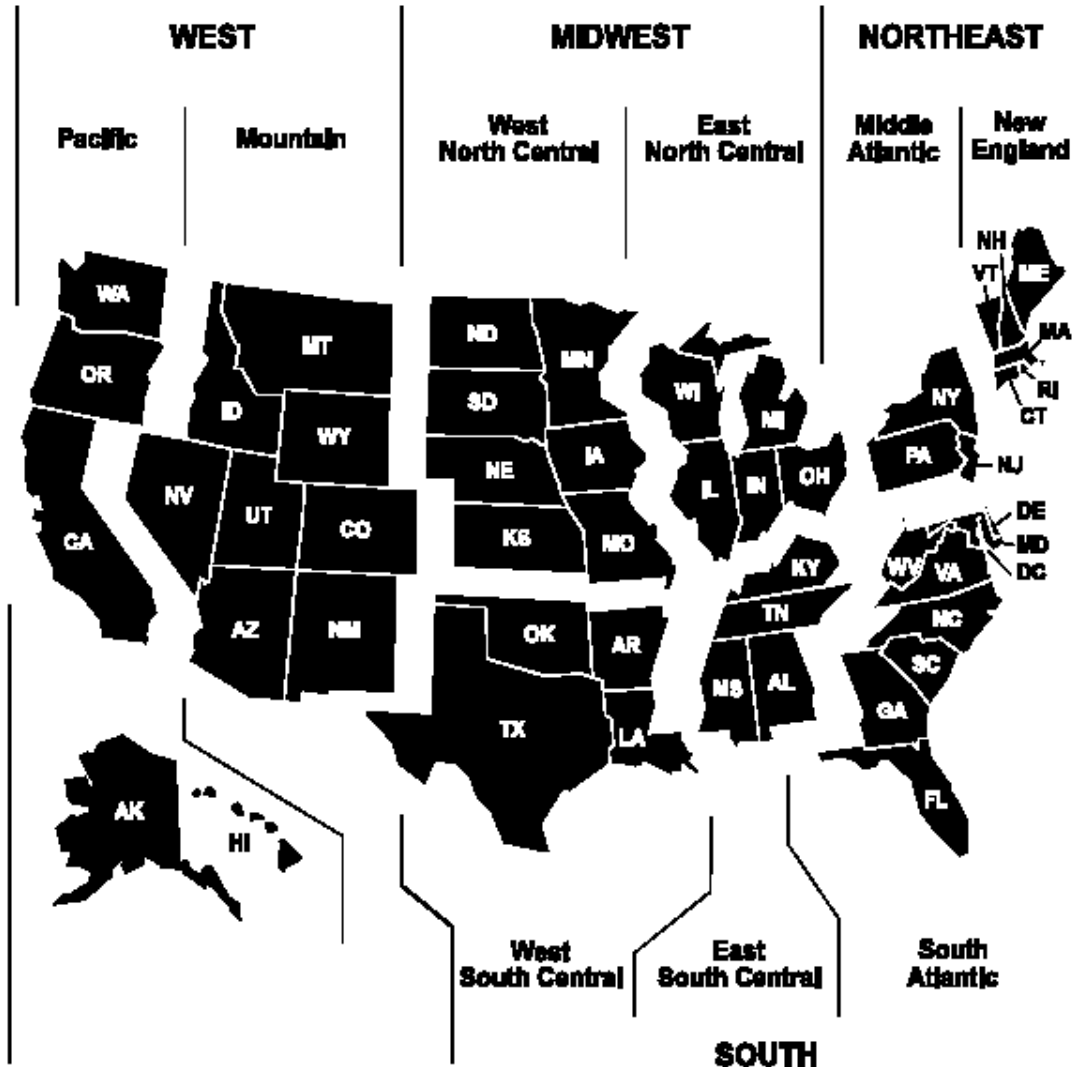 WEST
MIDWEST
NORTHEAST
Pacific
Mountain
West
North Central
East
North Central
Middle
Atlantic
New
England
NH
VT
ME
WA
MT
ND
MN
MA
OR
ID
SD
WI
MI
NY
RI
CT
WY
NE
IA
PA
NJ
NV
UT
CO
KS
MO
IL
IN
OH
CA
DE
MD
DC
KY
WV
VA
AZ
NM
OK
AR
TN
NC
SC
TX
LA
MS
AL
GA
FL
AK
HI
West
South Central
East
South Central
South
Atlantic
SOUTH